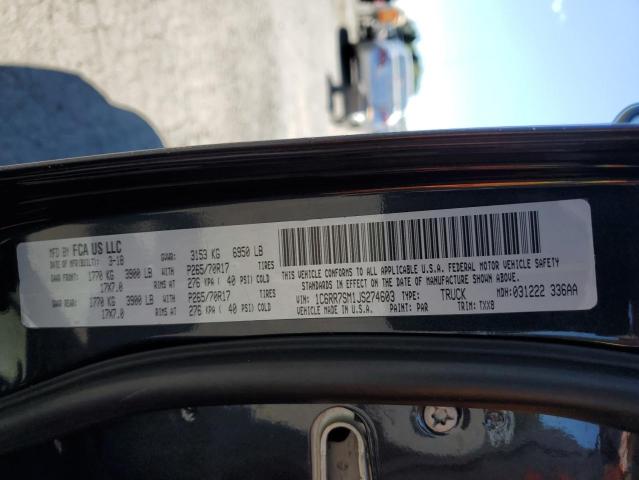 MFD BY FCA US LLC
DATE OF MFR(BUILT): 3-18 GVWR: 3153 KG 6950 LB
GAWR FRONT: 1770 KG 3900 LB WITH P265/70R17 TIRES
17X7.0 RIMS AT 276 KPA ( 40 PSI) COLD
GAWR REAR: 1770 KG 3900 LB WITH P265/70R17 TIRES
17X7.0 RIMS AT 276 KPA ( 40 PSI) COLD
THIS VEHICLE CONFORMS TO ALL APPLICABLE U.S.A. FEDERAL MOTOR VEHICLE SAFETY
STANDARDS IN EFFECT ON THE DATE OF MANUFACTURE SHOWN ABOVE.
VIN: 1C6RR7SM1JS274603 TYPE: TRUCK MDH: 031222 336AA
VEHICLE MADE IN U.S.A. PAINT: PAR TRIM: TXX8